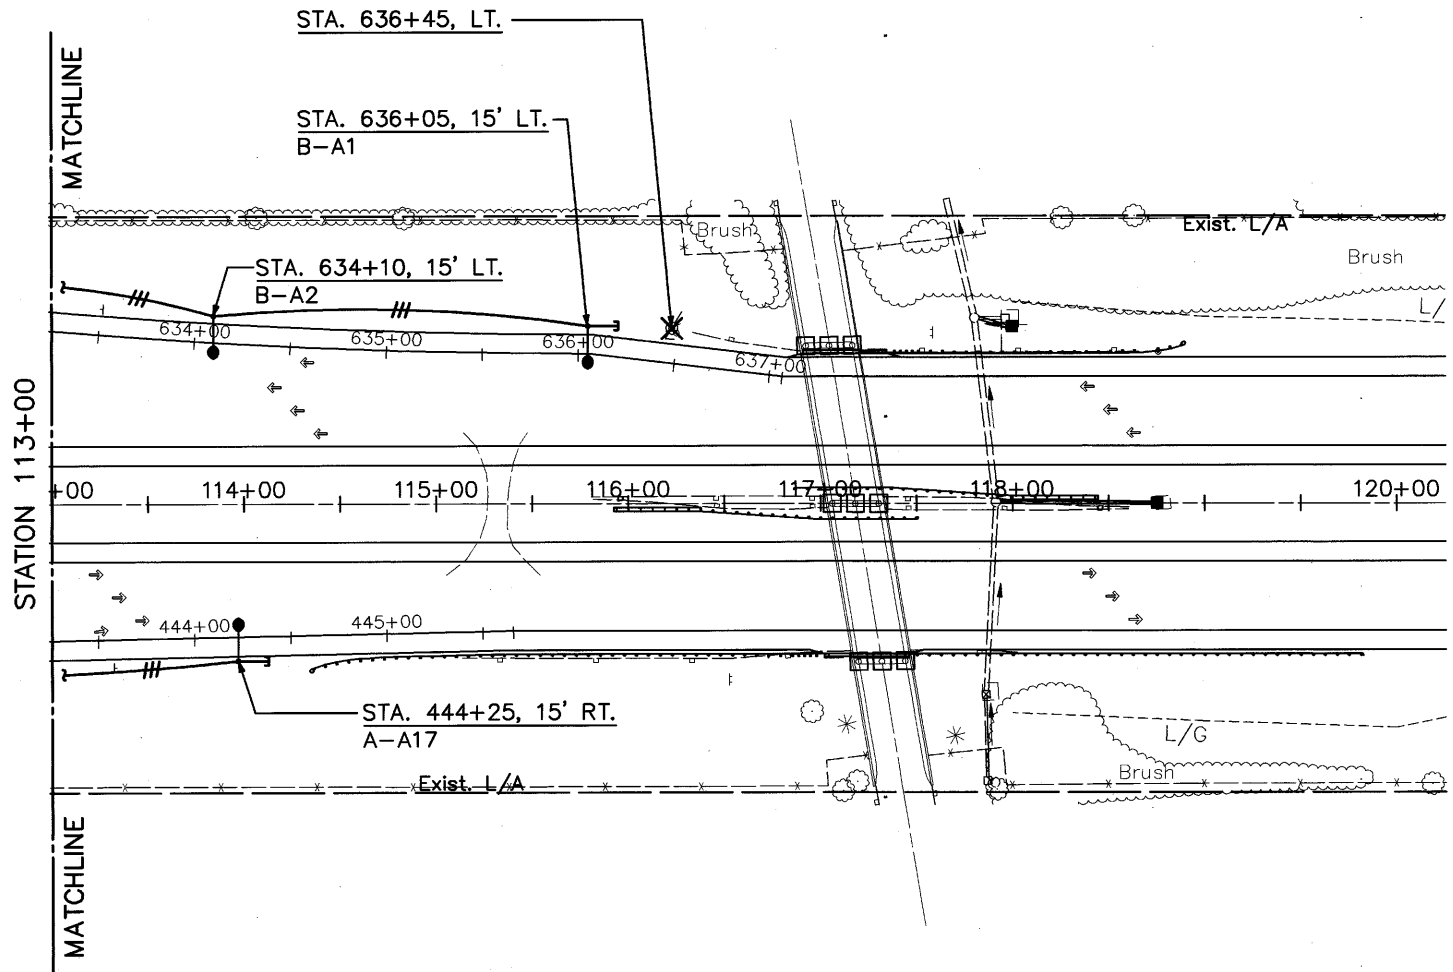 STA. 636+45, LT.
MATCHLINE
STA. 636+05, 15' LT.
B-A1
Brush
Exist. L/A
Brush
STA. 634+10, 15' LT.
B-A2
L/
634+00
635+00
636+00
637+00
STATION 113+00
+00
114+00
115+00
116+00
117+00
118+00
120+00
444+00
445+00
STA. 444+25, 15' RT.
A-A17
L/G
Brush
Exist. L/A
MATCHLINE